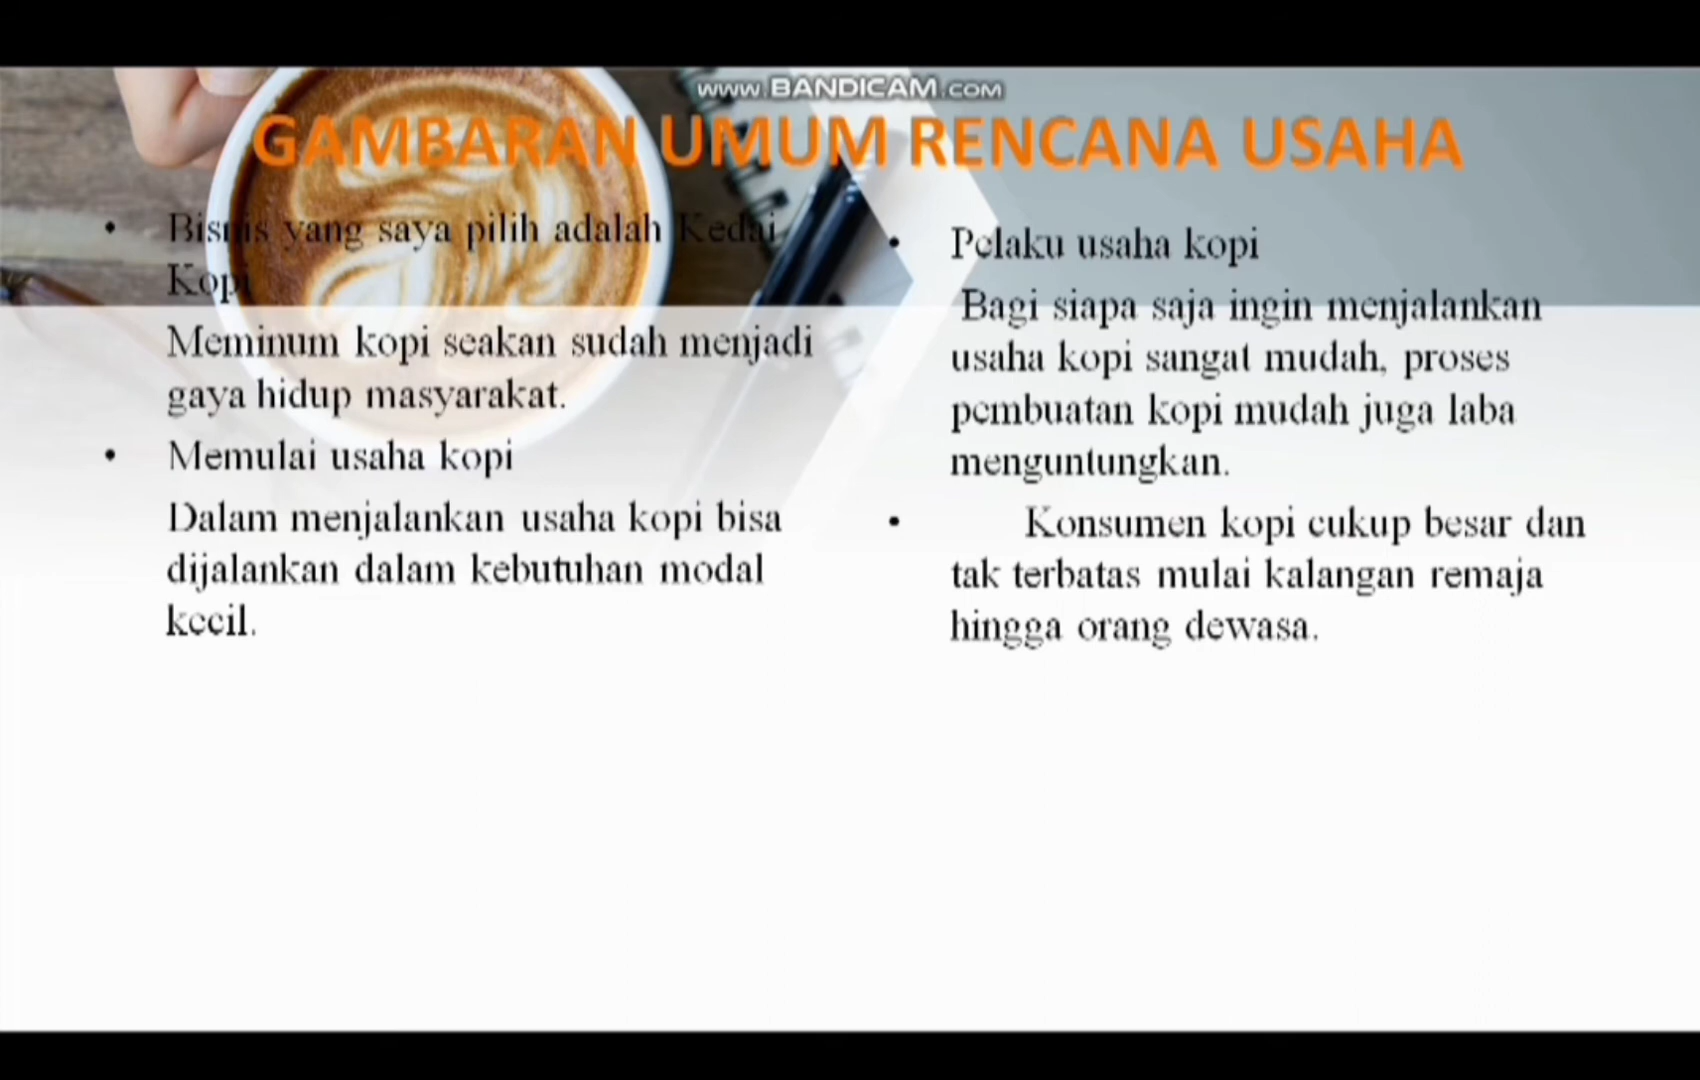 www.BANDICAM.com
GAMBARAN UMUM RENCANA USAHA
• Bisnis yang saya pilih adalah Kedai
Kopi
Meminum kopi seakan sudah menjadi
gaya hidup masyarakat.
• Memulai usaha kopi
Dalam menjalankan usaha kopi bisa
dijalankan dalam kebutuhan modal
kecil.
• Pelaku usaha kopi
Bagi siapa saja ingin menjalankan
usaha kopi sangat mudah, proses
pembuatan kopi mudah juga laba
menguntungkan.
• Konsumen kopi cukup besar dan
tak terbatas mulai kalangan remaja
hingga orang dewasa.